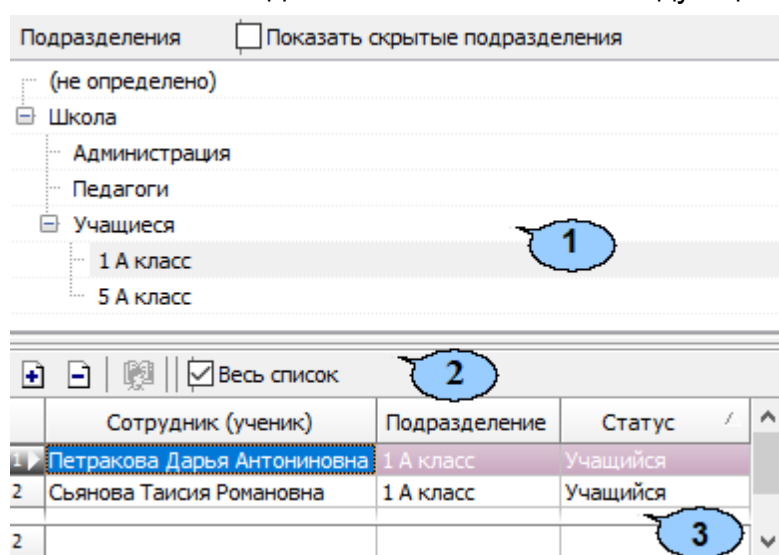 Подразделения Показать скрытые подразделения
(не определено)
Школа
Администрация
Педагоги
Учащиеся
1
1 А класс
5 А класс
Весь список 2
Сотрудник (ученик) Подразделение Статус
1 Петракова Дарья Антониновна 1 А класс Учащийся
2 Сьянова Таисия Романовна 1 А класс Учащийся
3
2